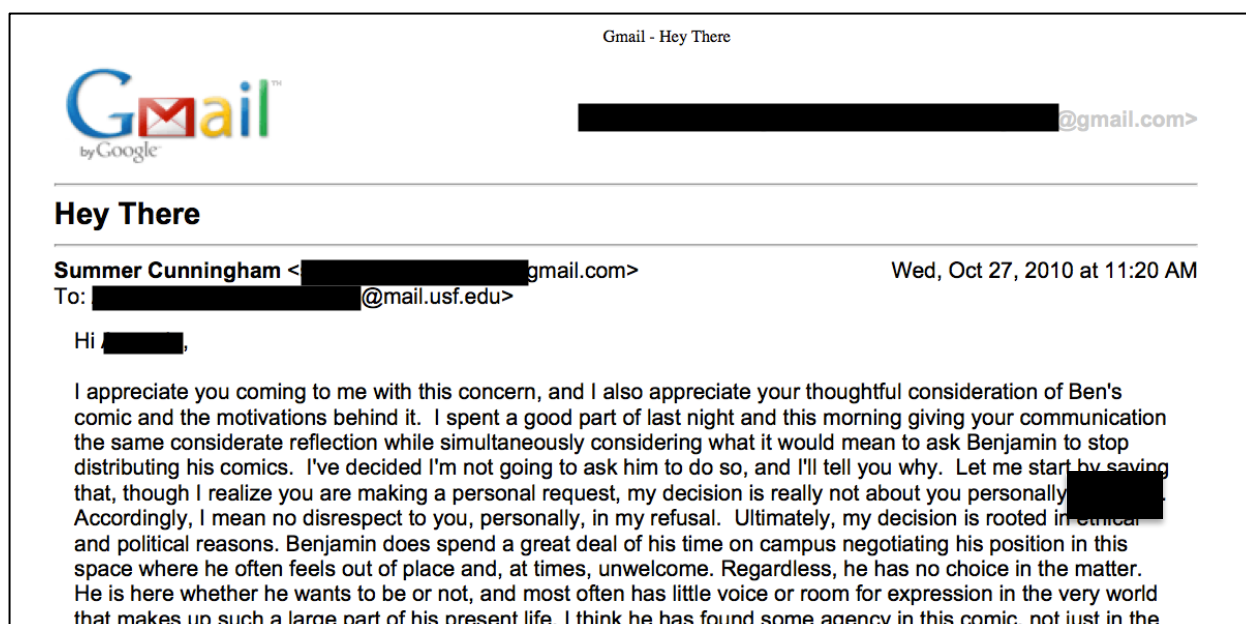 Gmail - Hey There
Gmail™
by Google
@gmail.com>
Hey There
Summer Cunningham < gmail.com> Wed, Oct 27, 2010 at 11:20 AM
To: @mail.usf.edu>
Hi ,
I appreciate you coming to me with this concern, and I also appreciate your thoughtful consideration of Ben's
comic and the motivations behind it. I spent a good part of last night and this morning giving your communication
the same considerate reflection while simultaneously considering what it would mean to ask Benjamin to stop
distributing his comics. I've decided I'm not going to ask him to do so, and I'll tell you why. Let me start by saying
that, though I realize you are making a personal request, my decision is really not about you personally .
Accordingly, I mean no disrespect to you, personally, in my refusal. Ultimately, my decision is rooted in ethical
and political reasons. Benjamin does spend a great deal of his time on campus negotiating his position in this
space where he often feels out of place and, at times, unwelcome. Regardless, he has no choice in the matter.
He is here whether he wants to be or not, and most often has little voice or room for expression in the very world
that makes up such a large part of his present life. I think he has found some agency in this comic, not just in the